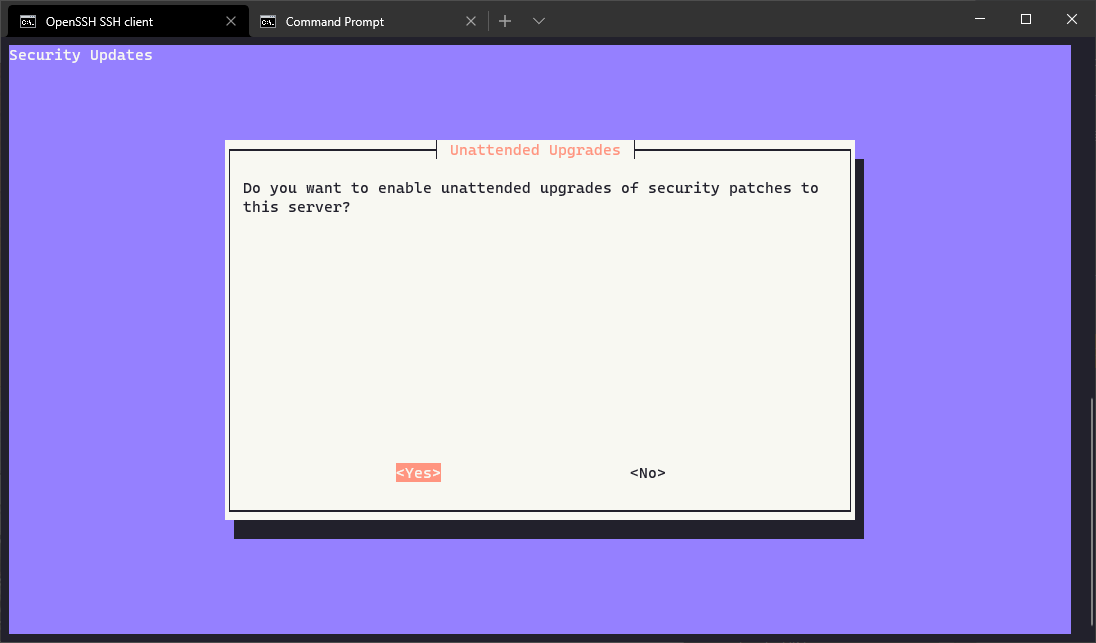 OpenSSH SSH client
Command Prompt
Security Updates
Unattended Upgrades
Do you want to enable unattended upgrades of security patches to
this server?
<Yes> <No>